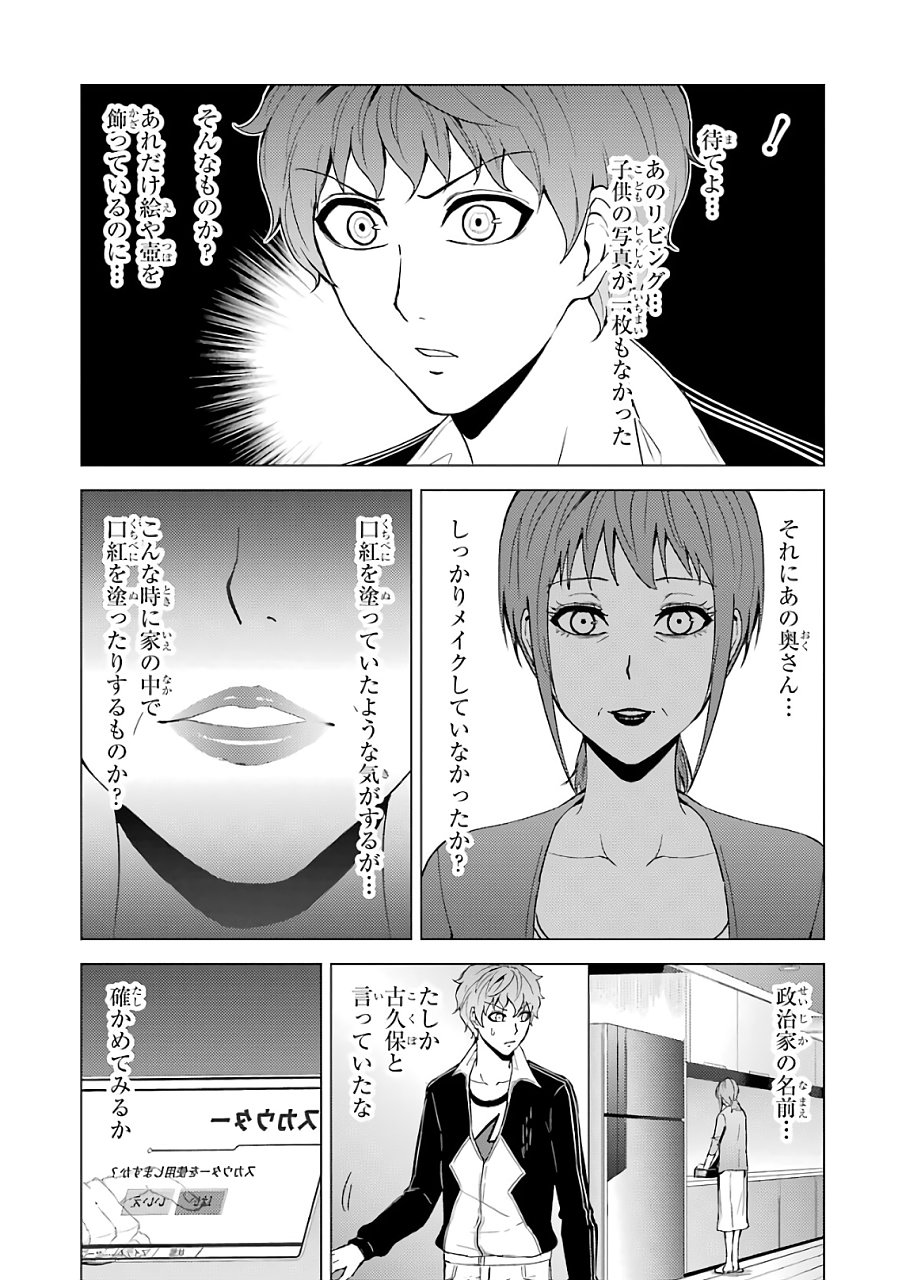 ！
待てよ…
あのリビング…
子供の写真が一枚もなかった
そんなものか？
あれだけ絵や壺を
飾っているのに…
それにあの奥さん…
しっかりメイクしていなかったか？
口紅を塗っていたような気がするが…
こんな時に家の中で
口紅を塗ったりするものか？
政治家の名前…
たしか
古久保と
言っていたな
確かめてみるか
スカウター
スカウターを使用しますか？
はい
いいえ